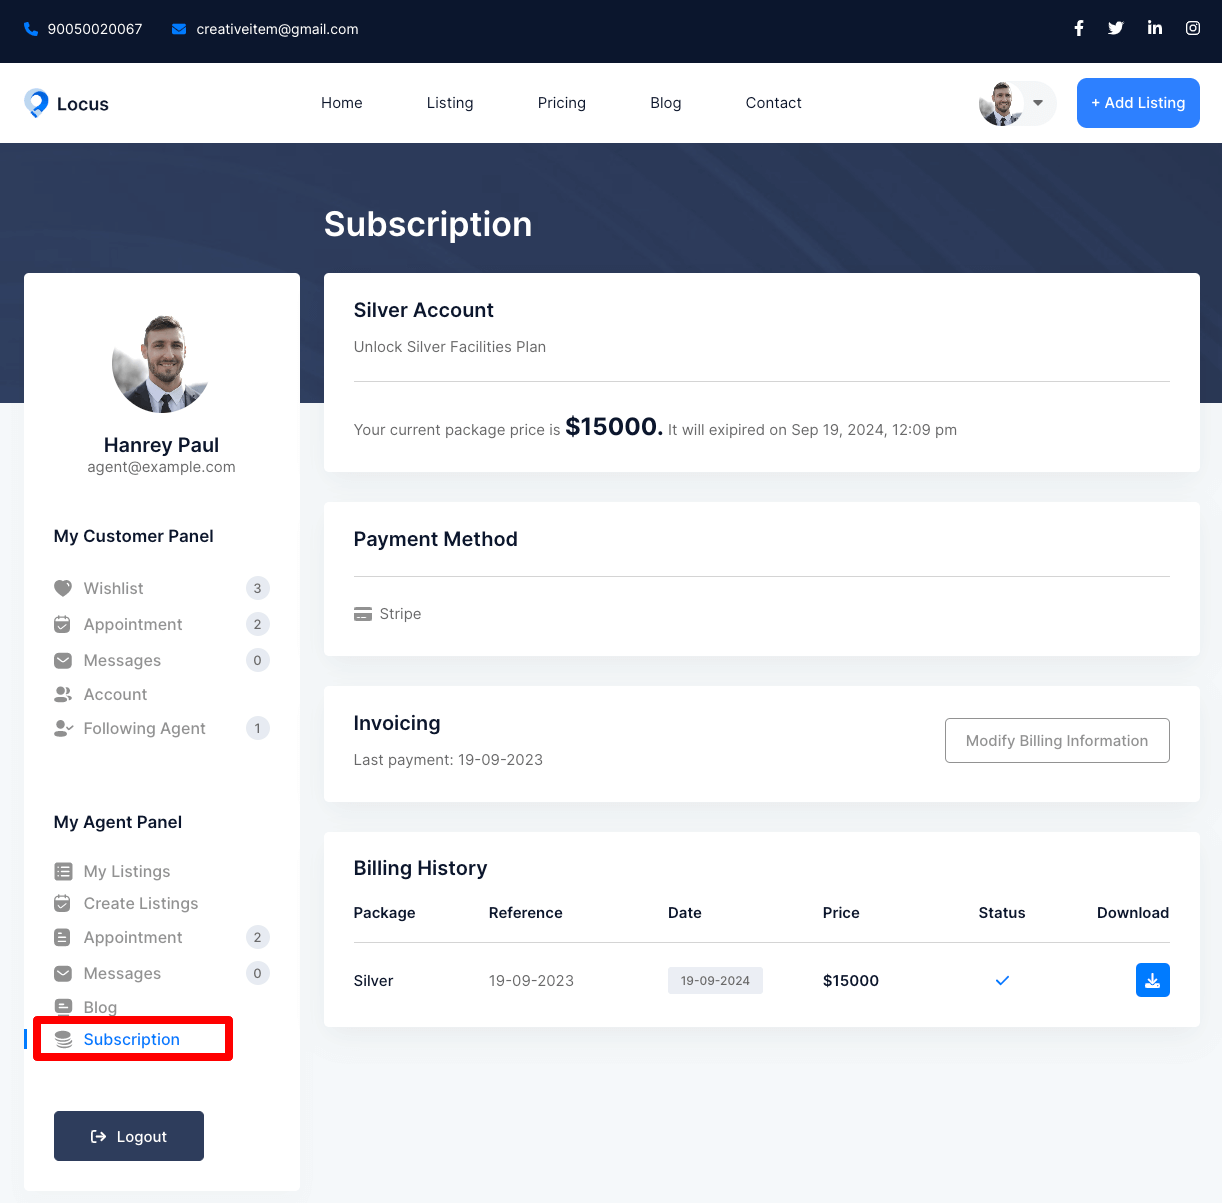 90050020067 creativeitem@gmail.com
Locus Home Listing Pricing Blog Contact + Add Listing
Subscription
Hanrey Paul
agent@example.com
My Customer Panel
Wishlist 3
Appointment 2
Messages 0
Account
Following Agent 1
My Agent Panel
My Listings
Create Listings
Appointment 2
Messages 0
Blog
Subscription
Logout
Silver Account
Unlock Silver Facilities Plan
Your current package price is $15000. It will exipired on Sep 19, 2024, 12:09 pm
Payment Method
Stripe
Invoicing
Last payment: 19-09-2023
Modify Billing Information
Billing History
Package Reference Date Price Status Download
Silver 19-09-2023 19-09-2024 $15000